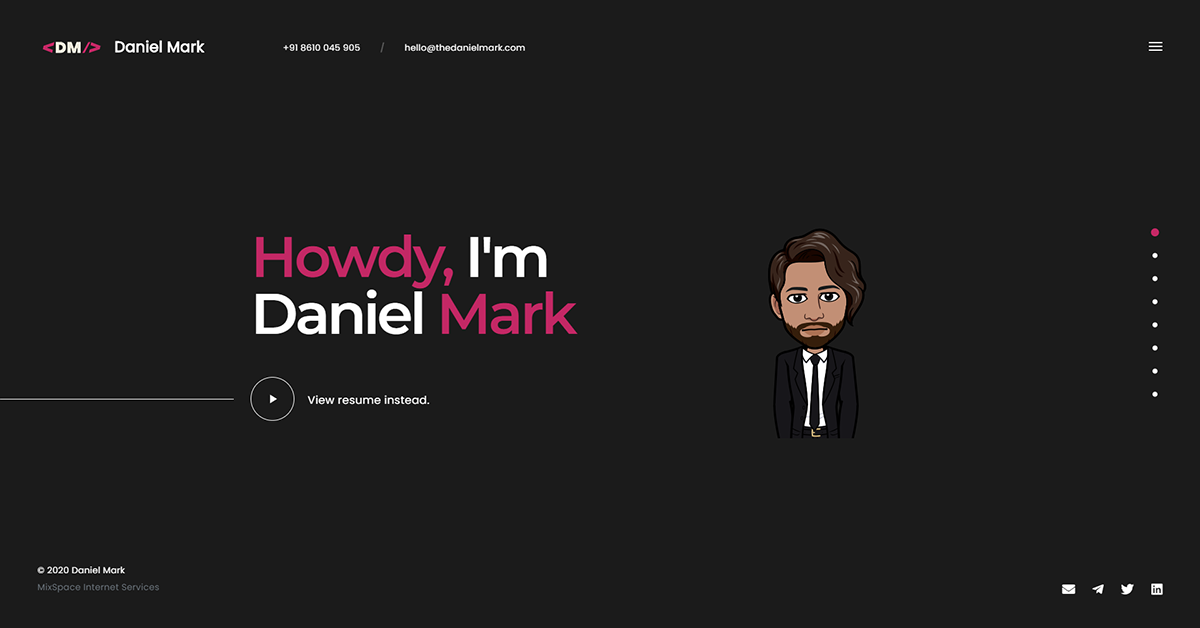 <DM/> Daniel Mark
+91 8610 045 905 / hello@thedanielmark.com
Howdy, I'm
Daniel Mark
View resume instead.
© 2020 Daniel Mark
MixSpace Internet Services
in